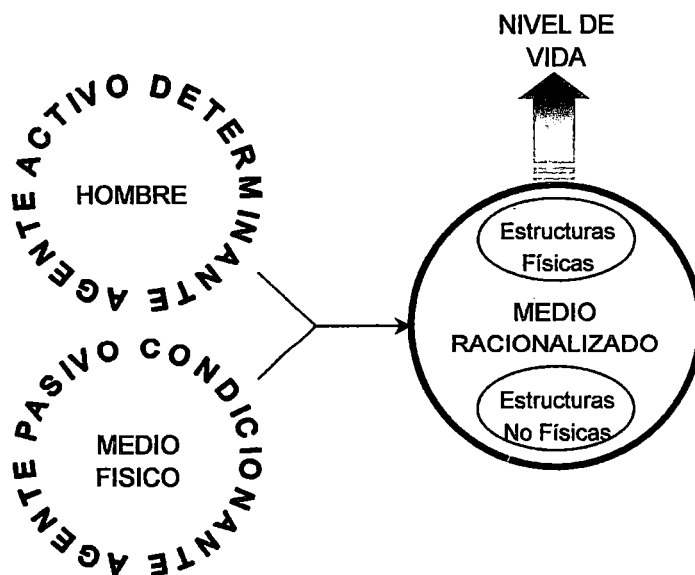 AGENTE ACTIVO DETERMINANTE
HOMBRE
AGENTE PASIVO CONDICIONANTE
MEDIO
FISICO
NIVEL DE
VIDA
Estructuras
Físicas
MEDIO
RACIONALIZADO
Estructuras
No Físicas